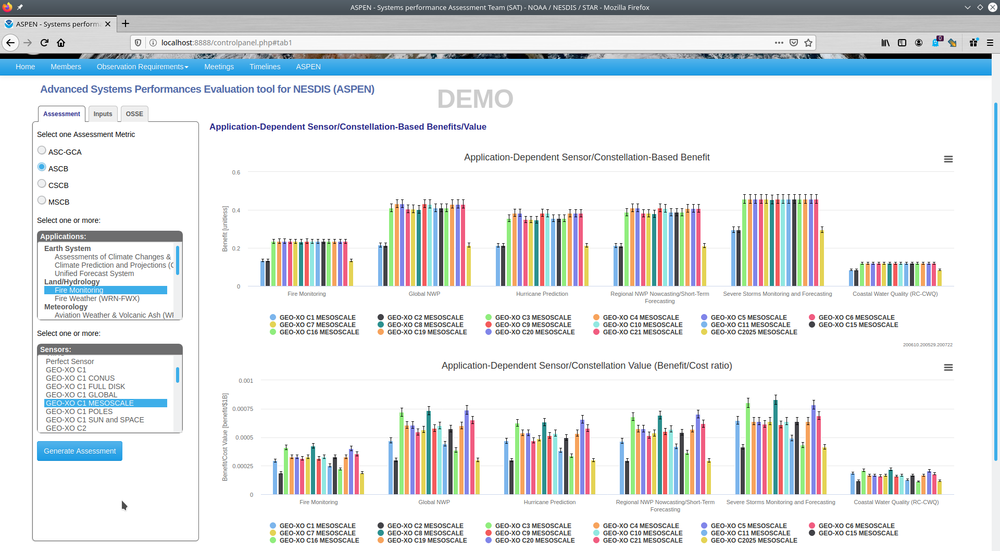 ASPEN - Systems performance Assessment Team (SAT) - NOAA / NESDIS / STAR - Mozilla Firefox
ASPEN - Systems performa
localhost:8888/controlpanel.php#tab1
0
Home Members Observation Requirements Meetings Timelines ASPEN
Advanced Systems Performances Evaluation tool for NESDIS (ASPEN)
DEMO
Assessment Inputs OSSE
Select one Assessment Metric
ASC-GCA
ASCB
CSCB
MSCB
Select one or more:
Applications:
Earth System
Assessments of Climate Changes &
Climate Prediction and Projections (C
Unified Forecast System
Land/Hydrology
Fire Monitoring
Fire Weather (WRN-FWX)
Meteorology
Aviation Weather & Volcanic Ash (WR
Select one or more:
Sensors:
Perfect Sensor
GEO-XO C1
GEO-XO C1 CONUS
GEO-XO C1 FULL DISK
GEO-XO C1 GLOBAL
GEO-XO C1 MESOSCALE
GEO-XO C1 POLES
GEO-XO C1 SUN and SPACE
GEO-XO C2
Generate Assessment
Application-Dependent Sensor/Constellation-Based Benefits/Value
Application-Dependent Sensor/Constellation-Based Benefit
Benefit [unitless]
0.6
0.4
0.2
0
Fire Monitoring Global NWP Hurricane Prediction Regional NWP Nowcasting/Short-Term Severe Storms Monitoring and Forecasting Coastal Water Quality (RC-CWQ)
Forecasting
GEO-XO C1 MESOSCALE GEO-XO C2 MESOSCALE GEO-XO C3 MESOSCALE GEO-XO C4 MESOSCALE GEO-XO C5 MESOSCALE GEO-XO C6 MESOSCALE
GEO-XO C7 MESOSCALE GEO-XO C8 MESOSCALE GEO-XO C9 MESOSCALE GEO-XO C10 MESOSCALE GEO-XO C11 MESOSCALE GEO-XO C15 MESOSCALE
GEO-XO C16 MESOSCALE GEO-XO C19 MESOSCALE GEO-XO C20 MESOSCALE GEO-XO C21 MESOSCALE GEO-XO C2025 MESOSCALE
200610.200529.200722
Application-Dependent Sensor/Constellation Value (Benefit/Cost ratio)
Benefit/Cost Value [benefit/$1B]
0.001
0.00075
0.0005
0.00025
0
Fire Monitoring Global NWP Hurricane Prediction Regional NWP Nowcasting/Short-Term Severe Storms Monitoring and Forecasting Coastal Water Quality (RC-CWQ)
Forecasting
GEO-XO C1 MESOSCALE GEO-XO C2 MESOSCALE GEO-XO C3 MESOSCALE GEO-XO C4 MESOSCALE GEO-XO C5 MESOSCALE GEO-XO C6 MESOSCALE
GEO-XO C7 MESOSCALE GEO-XO C8 MESOSCALE GEO-XO C9 MESOSCALE GEO-XO C10 MESOSCALE GEO-XO C11 MESOSCALE GEO-XO C15 MESOSCALE
GEO-XO C16 MESOSCALE GEO-XO C19 MESOSCALE GEO-XO C20 MESOSCALE GEO-XO C21 MESOSCALE GEO-XO C2025 MESOSCALE